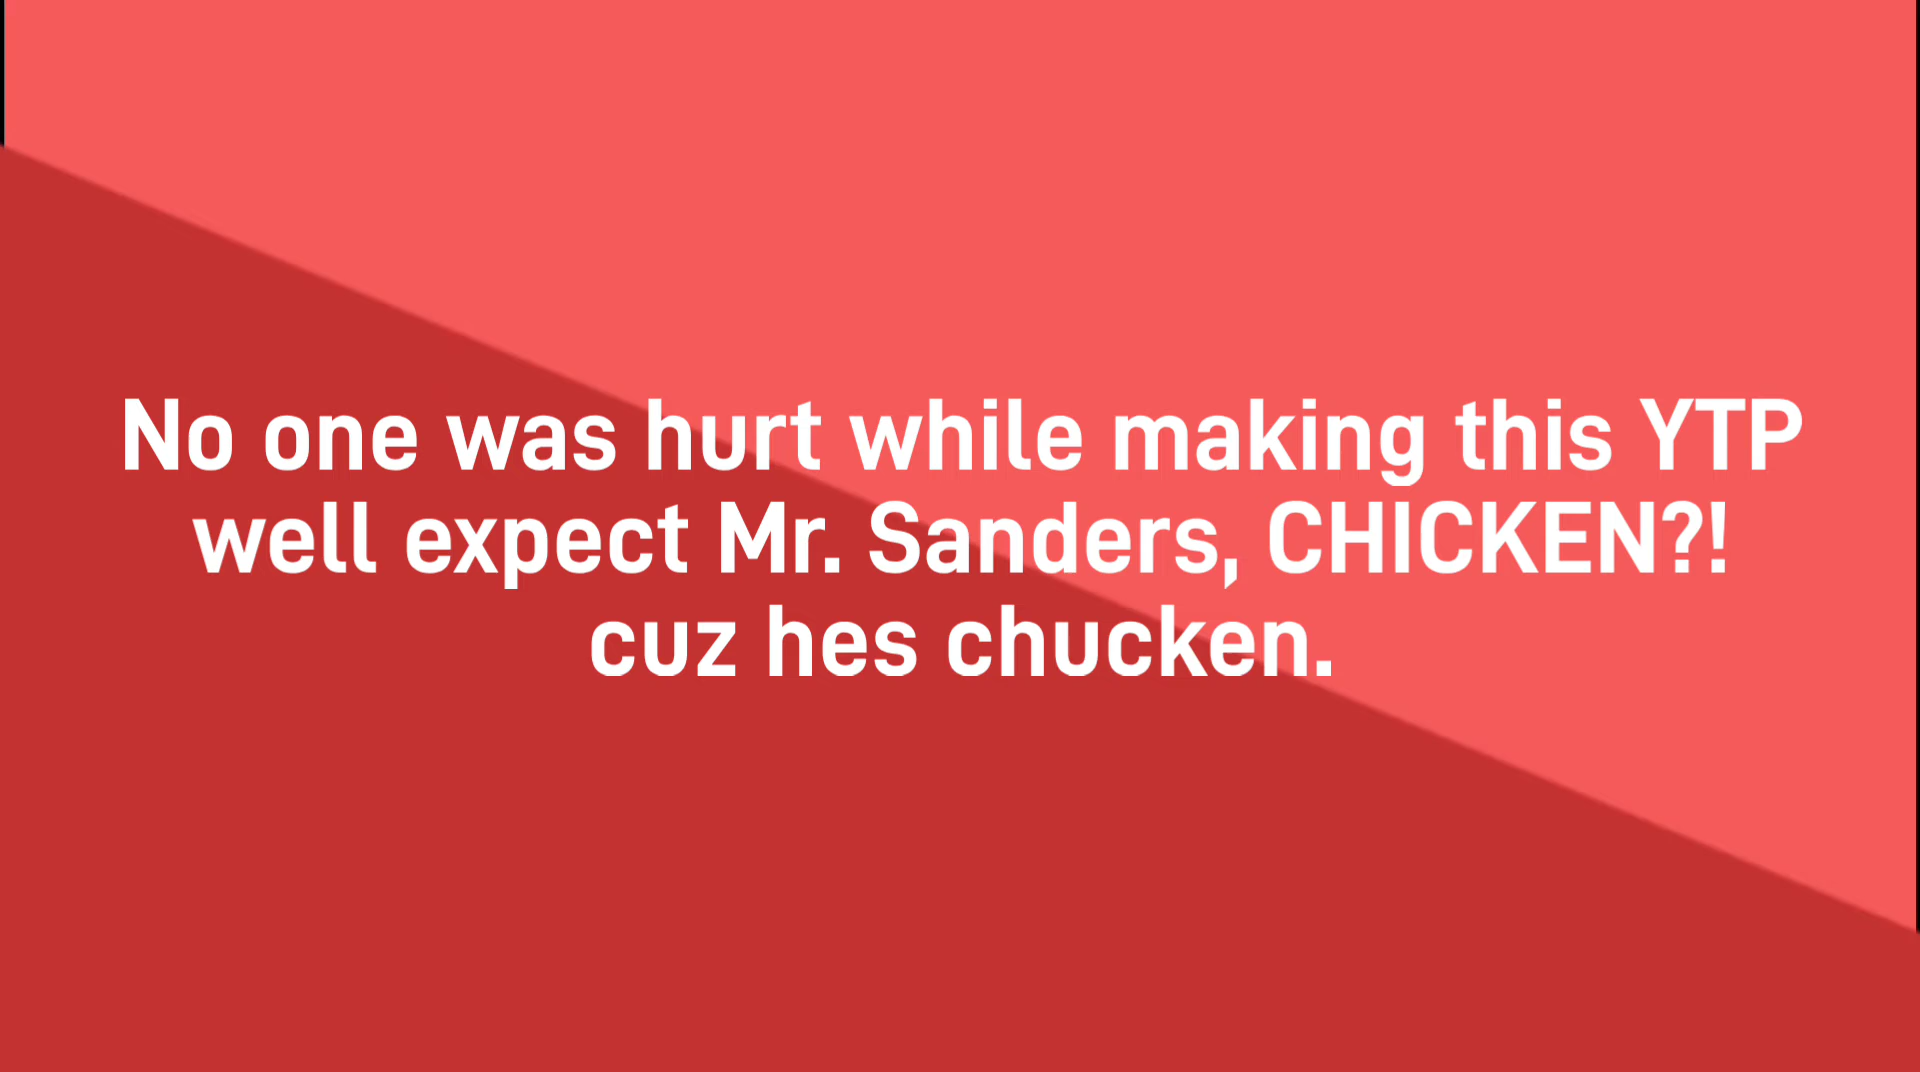 No one was hurt while making this YTP
well expect Mr. Sanders, CHICKEN?!
cuz hes chucken.